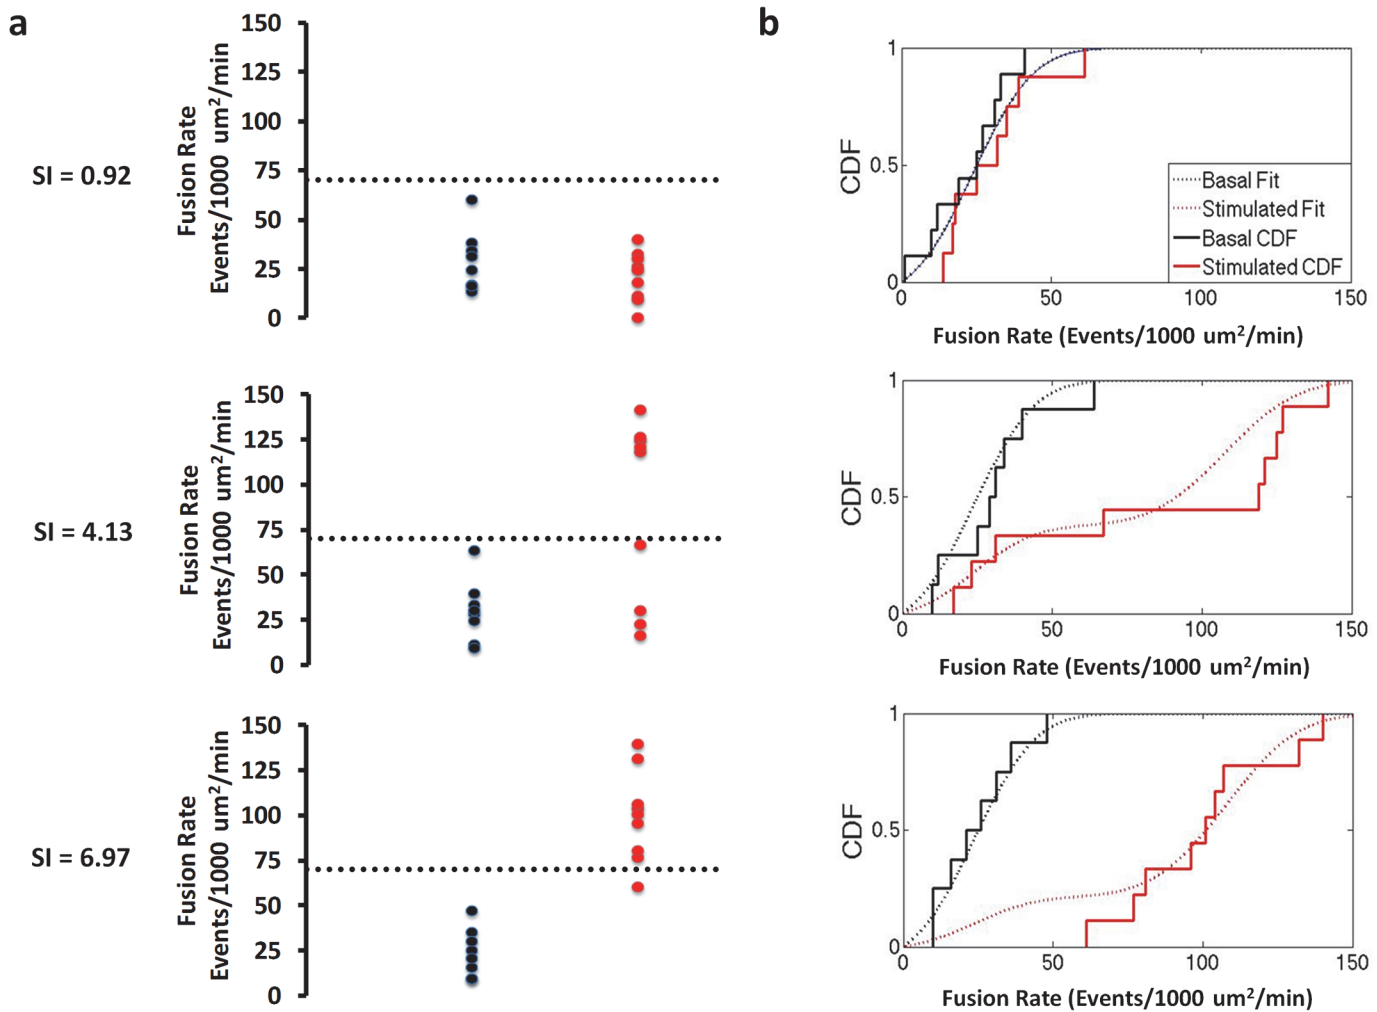 a
SI = 0.92
Fusion Rate
Events/1000 um²/min
150
125
100
75
50
25
0
SI = 4.13
Fusion Rate
Events/1000 um²/min
150
125
100
75
50
25
0
SI = 6.97
Fusion Rate
Events/1000 um²/min
150
125
100
75
50
25
0
b
CDF
1
0.5
0
Basal Fit
Stimulated Fit
Basal CDF
Stimulated CDF
0 50 100 150
Fusion Rate (Events/1000 um²/min)
CDF
1
0.5
0
0 50 100 150
Fusion Rate (Events/1000 um²/min)
CDF
1
0.5
0
0 50 100 150
Fusion Rate (Events/1000 um²/min)